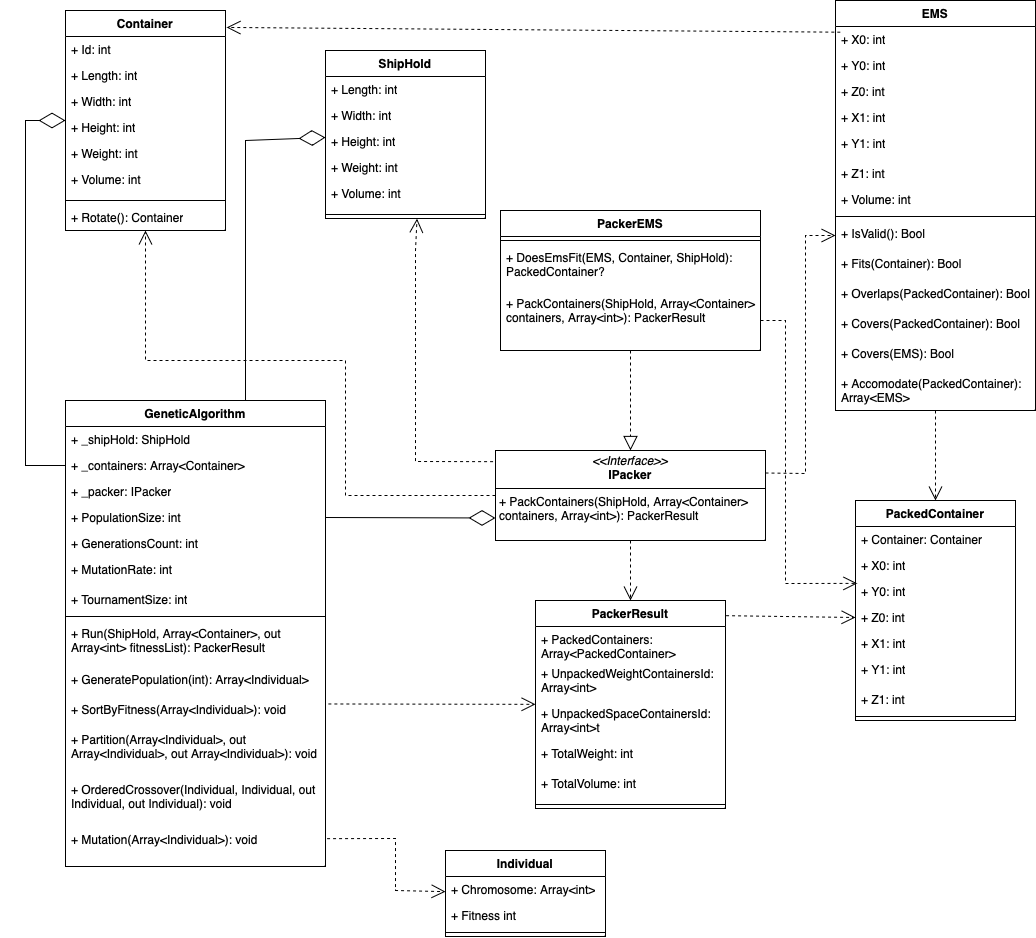 Container
+ Id: int
+ Length: int
+ Width: int
+ Height: int
+ Weight: int
+ Volume: int
+ Rotate(): Container
ShipHold
+ Length: int
+ Width: int
+ Height: int
+ Weight: int
+ Volume: int
EMS
+ X0: int
+ Y0: int
+ Z0: int
+ X1: int
+ Y1: int
+ Z1: int
+ Volume: int
+ IsValid(): Bool
+ Fits(Container): Bool
+ Overlaps(PackedContainer): Bool
+ Covers(PackedContainer): Bool
+ Covers(EMS): Bool
+ Accomodate(PackedContainer):
Array<EMS>
PackerEMS
+ DoesEmsFit(EMS, Container, ShipHold):
PackedContainer?
+ PackContainers(ShipHold, Array<Container>
containers, Array<int>): PackerResult
GeneticAlgorithm
+ _shipHold: ShipHold
+ _containers: Array<Container>
+ _packer: IPacker
+ PopulationSize: int
+ GenerationsCount: int
+ MutationRate: int
+ TournamentSize: int
+ Run(ShipHold, Array<Container>, out
Array<int> fitnessList): PackerResult
+ GeneratePopulation(int): Array<Individual>
+ SortByFitness(Array<Individual>): void
+ Partition(Array<Individual>, out
Array<Individual>, out Array<Individual>): void
+ OrderedCrossover(Individual, Individual, out
Individual, out Individual): void
+ Mutation(Array<Individual>): void
<<Interface>>
IPacker
+ PackContainers(ShipHold, Array<Container>
containers, Array<int>): PackerResult
PackedContainer
+ Container: Container
+ X0: int
+ Y0: int
+ Z0: int
+ X1: int
+ Y1: int
+ Z1: int
PackerResult
+ PackedContainers:
Array<PackedContainer>
+ UnpackedWeightContainersId:
Array<int>
+ UnpackedSpaceContainersId:
Array<int>t
+ TotalWeight: int
+ TotalVolume: int
Individual
+ Chromosome: Array<int>
+ Fitness int